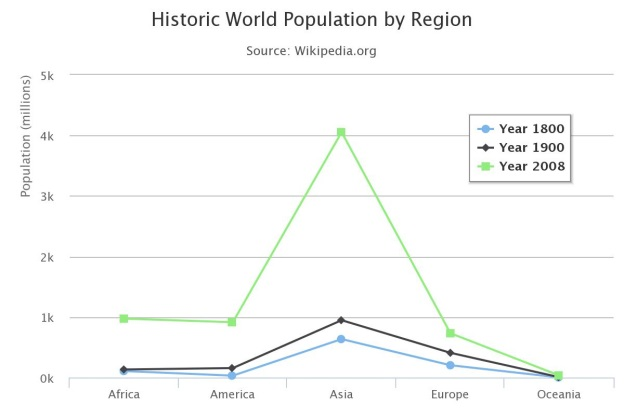 Historic World Population by Region
Source: Wikipedia.org
Population (millions)
5k
4k
3k
2k
1k
0k
Year 1800
Year 1900
Year 2008
Africa
America
Asia
Europe
Oceania